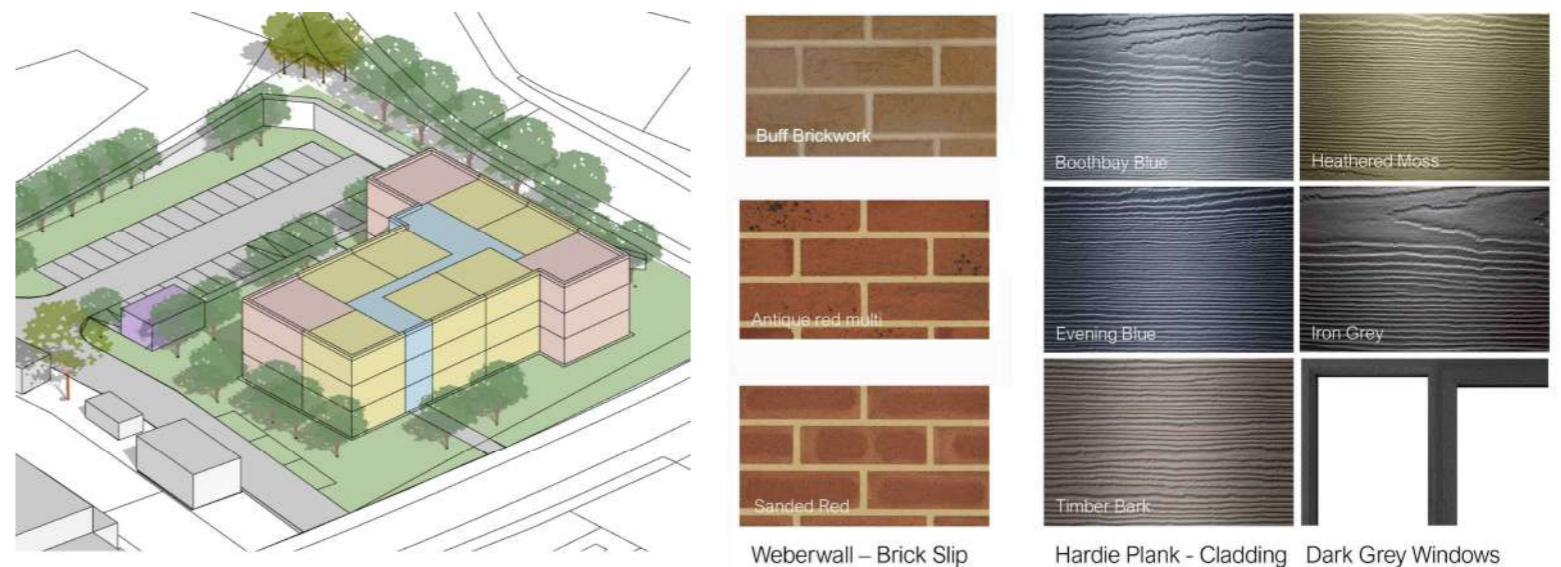 Buff Brickwork
Antique red multi
Sanded Red
Weberwall – Brick Slip
Boothbay Blue
Heathered Moss
Evening Blue
Iron Grey
Timber Bark
Hardie Plank - Cladding
Dark Grey Windows